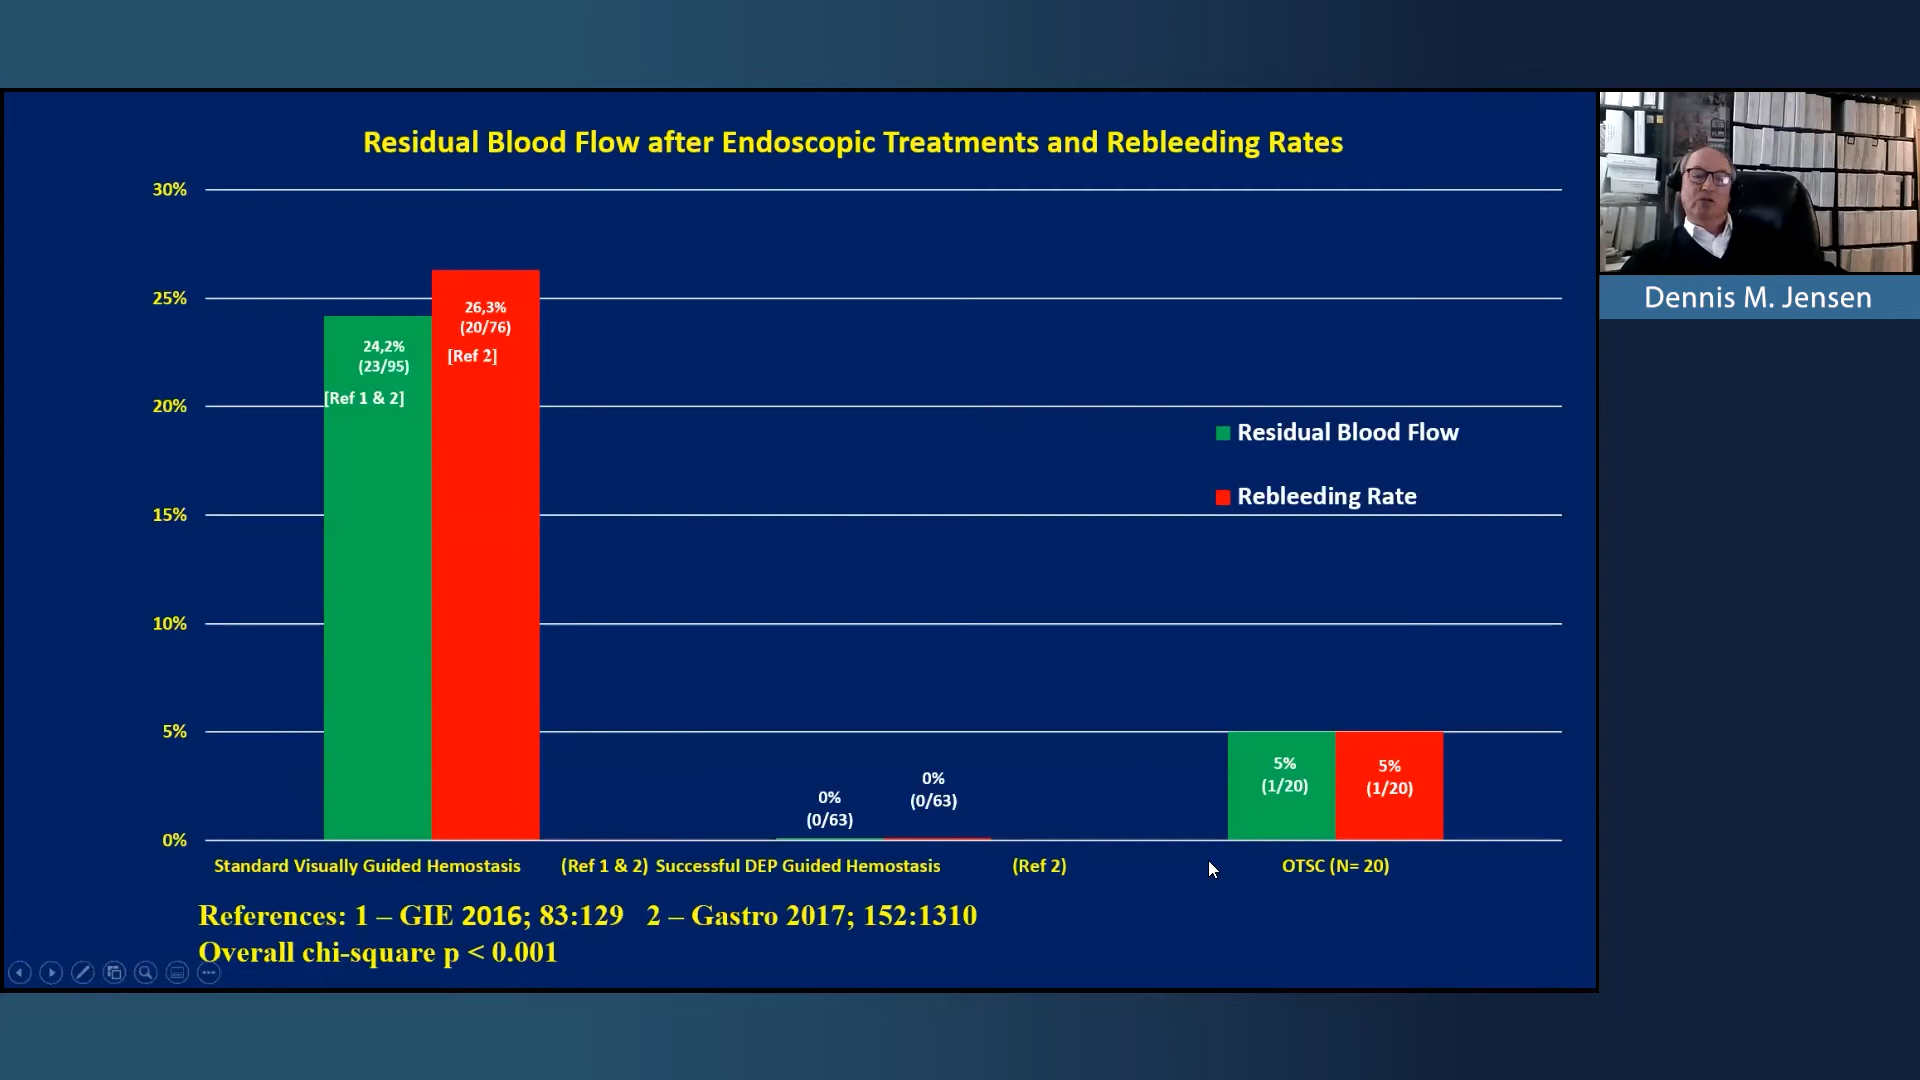 Residual Blood Flow after Endoscopic Treatments and Rebleeding Rates
30%
25%
20%
15%
10%
5%
0%
24,2%
(23/95)
[Ref 1 & 2]
26,3%
(20/76)
[Ref 2]
0%
(0/63)
0%
(0/63)
5%
(1/20)
5%
(1/20)
Residual Blood Flow
Rebleeding Rate
Standard Visually Guided Hemostasis (Ref 1 & 2) Successful DEP Guided Hemostasis (Ref 2) OTSC (N= 20)
References: 1 – GIE 2016; 83:129 2 – Gastro 2017; 152:1310
Overall chi-square p < 0.001
Dennis M. Jensen